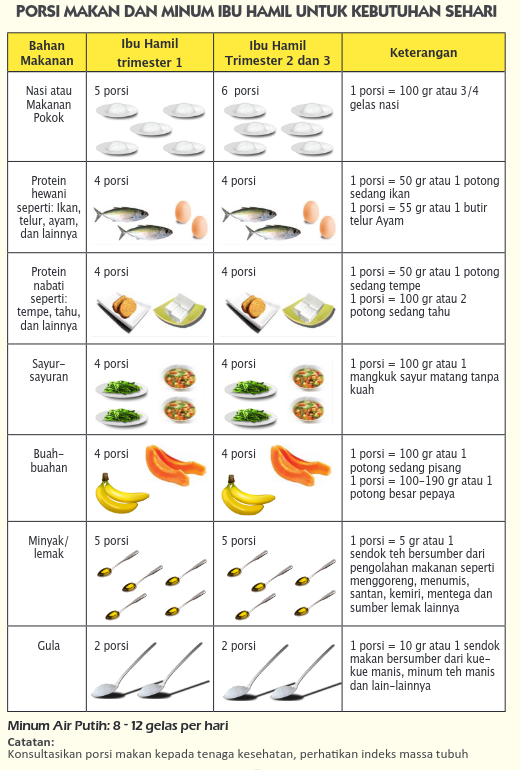 PORSI MAKAN DAN MINUM IBU HAMIL UNTUK KEBUTUHAN SEHARI
Bahan
Makanan
Ibu Hamil
trimester 1
Ibu Hamil
Trimester 2 dan 3
Keterangan
Nasi atau
Makanan
Pokok
5 porsi
6 porsi
1 porsi = 100 gr atau 3/4
gelas nasi
Protein
hewani
seperti: Ikan,
telur, ayam,
dan lainnya
4 porsi
4 porsi
1 porsi = 50 gr atau 1 potong
sedang ikan
1 porsi = 55 gr atau 1 butir
telur Ayam
Protein
nabati
seperti:
tempe, tahu,
dan lainnya
4 porsi
4 porsi
1 porsi = 50 gr atau 1 potong
sedang tempe
1 porsi = 100 gr atau 2
potong sedang tahu
Sayur-
sayuran
4 porsi
4 porsi
1 porsi = 100 gr atau 1
mangkuk sayur matang tanpa
kuah
Buah-
buahan
4 porsi
4 porsi
1 porsi = 100 gr atau 1
potong sedang pisang
1 porsi = 100-190 gr atau 1
potong besar pepaya
Minyak/
lemak
5 porsi
5 porsi
1 porsi = 5 gr atau 1
sendok teh bersumber dari
pengolahan makanan seperti
menggoreng, menumis,
santan, kemiri, mentega dan
sumber lemak lainnya
Gula
2 porsi
2 porsi
1 porsi = 10 gr atau 1 sendok
makan bersumber dari kue-
kue manis, minum teh manis
dan lain-lainnya
Minum Air Putih: 8 - 12 gelas per hari
Catatan:
Konsultasikan porsi makan kepada tenaga kesehatan, perhatikan indeks massa tubuh